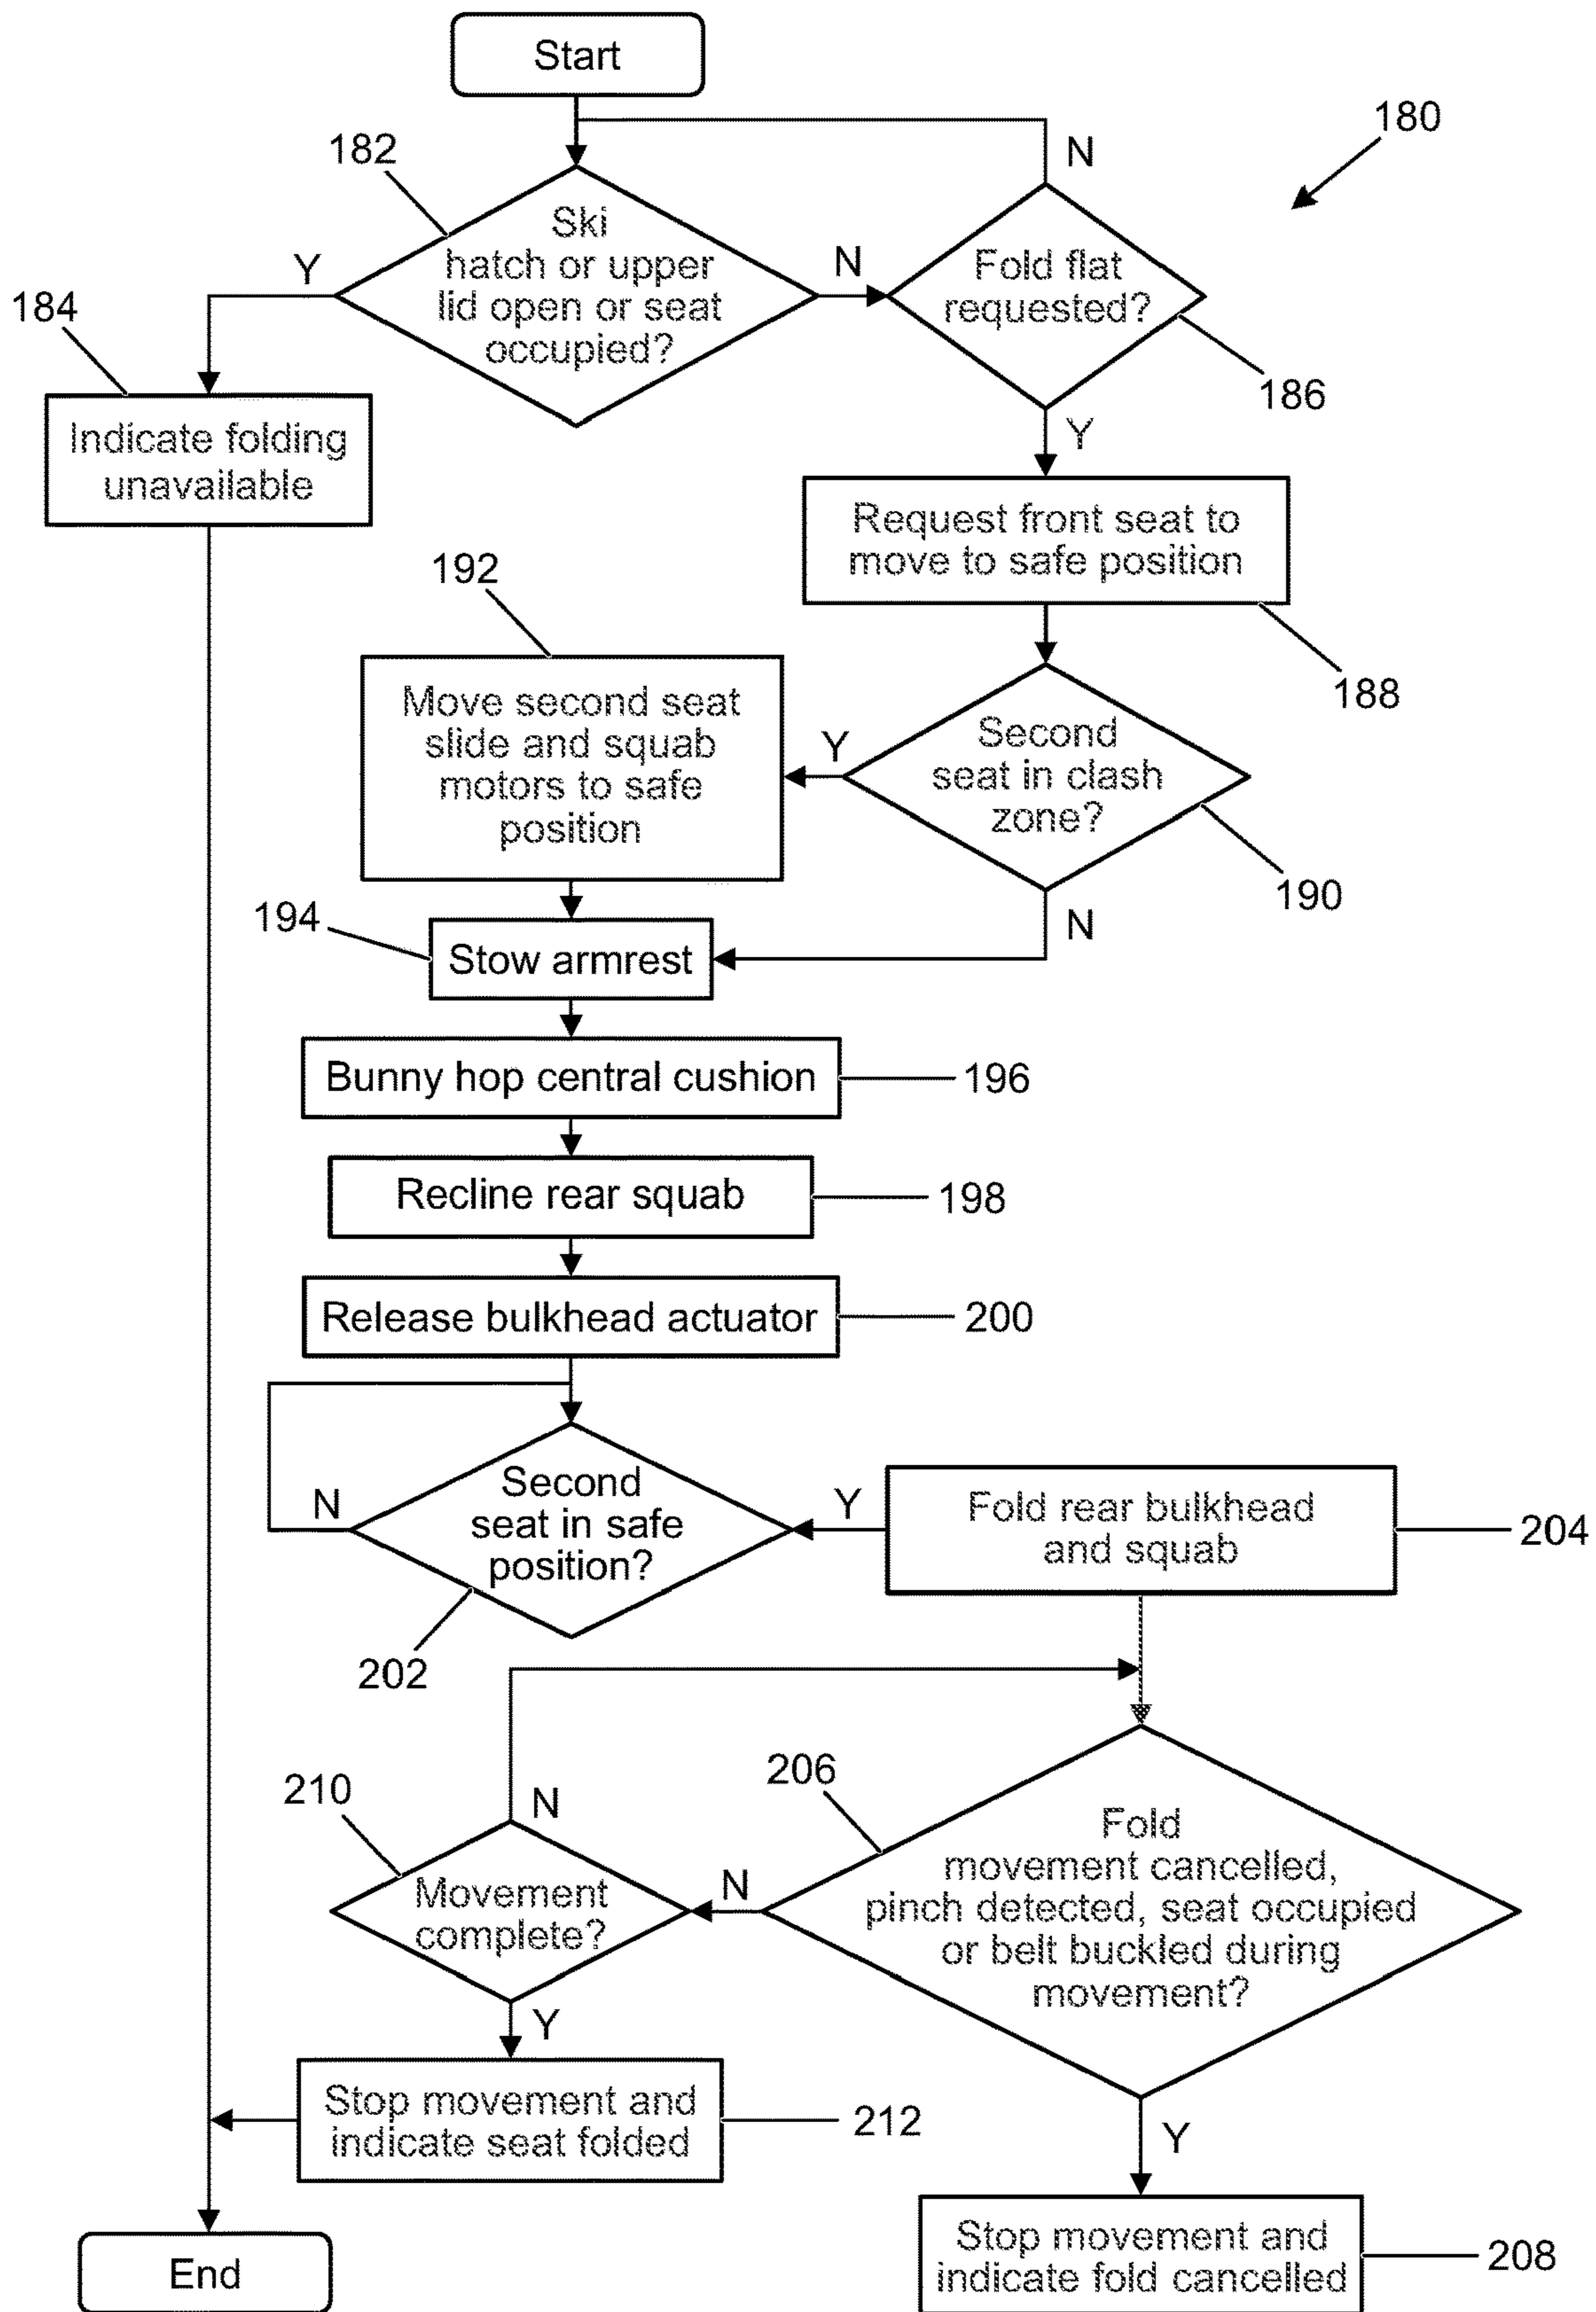 Start
180
182
N
Ski
hatch or upper
lid open or seat
occupied?
Y
N
Fold flat
requested?
184
186
Y
Indicate folding
unavailable
Request front seat to
move to safe position
188
192
Move second seat
slide and squab
motors to safe
position
Y
Second
seat in clash
zone?
190
N
194
Stow armrest
Bunny hop central cushion
196
Recline rear squab
198
Release bulkhead actuator
200
N
Second
seat in safe
position?
Y
Fold rear bulkhead
and squab
204
202
206
210
N
Fold
movement cancelled,
pinch detected, seat occupied
or belt buckled during
movement?
N
Movement
complete?
Y
Stop movement and
indicate seat folded
212
Y
Stop movement and
indicate fold cancelled
208
End